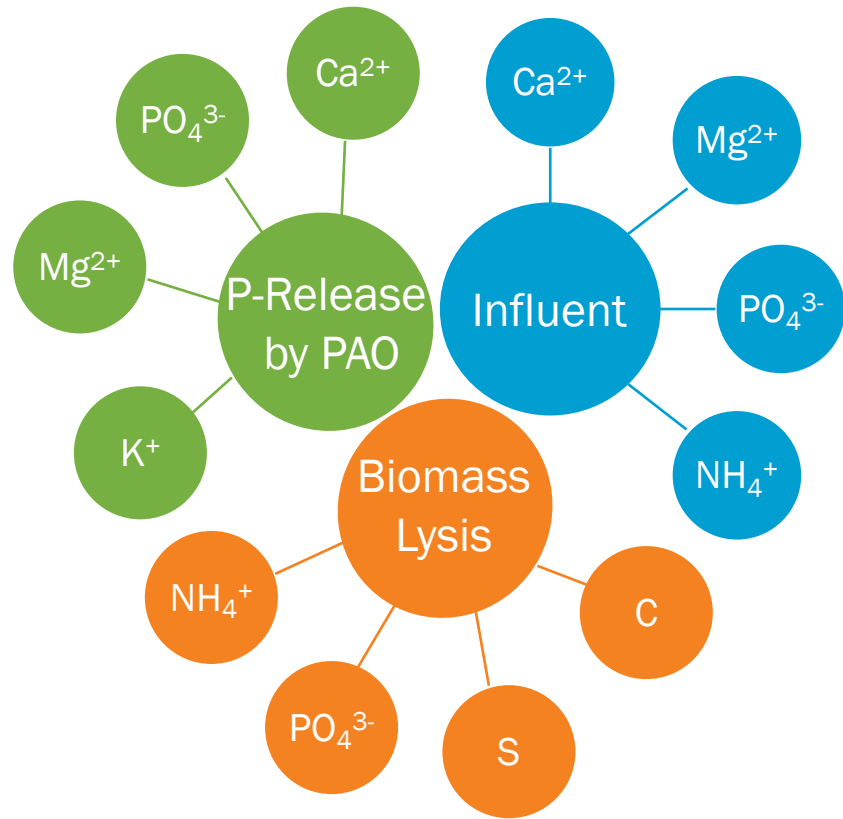 Ca²⁺
PO₄³⁻
Mg²⁺
K⁺
P-Release
by PAO
Ca²⁺
Mg²⁺
PO₄³⁻
NH₄⁺
Influent
Biomass
Lysis
NH₄⁺
PO₄³⁻
S
C